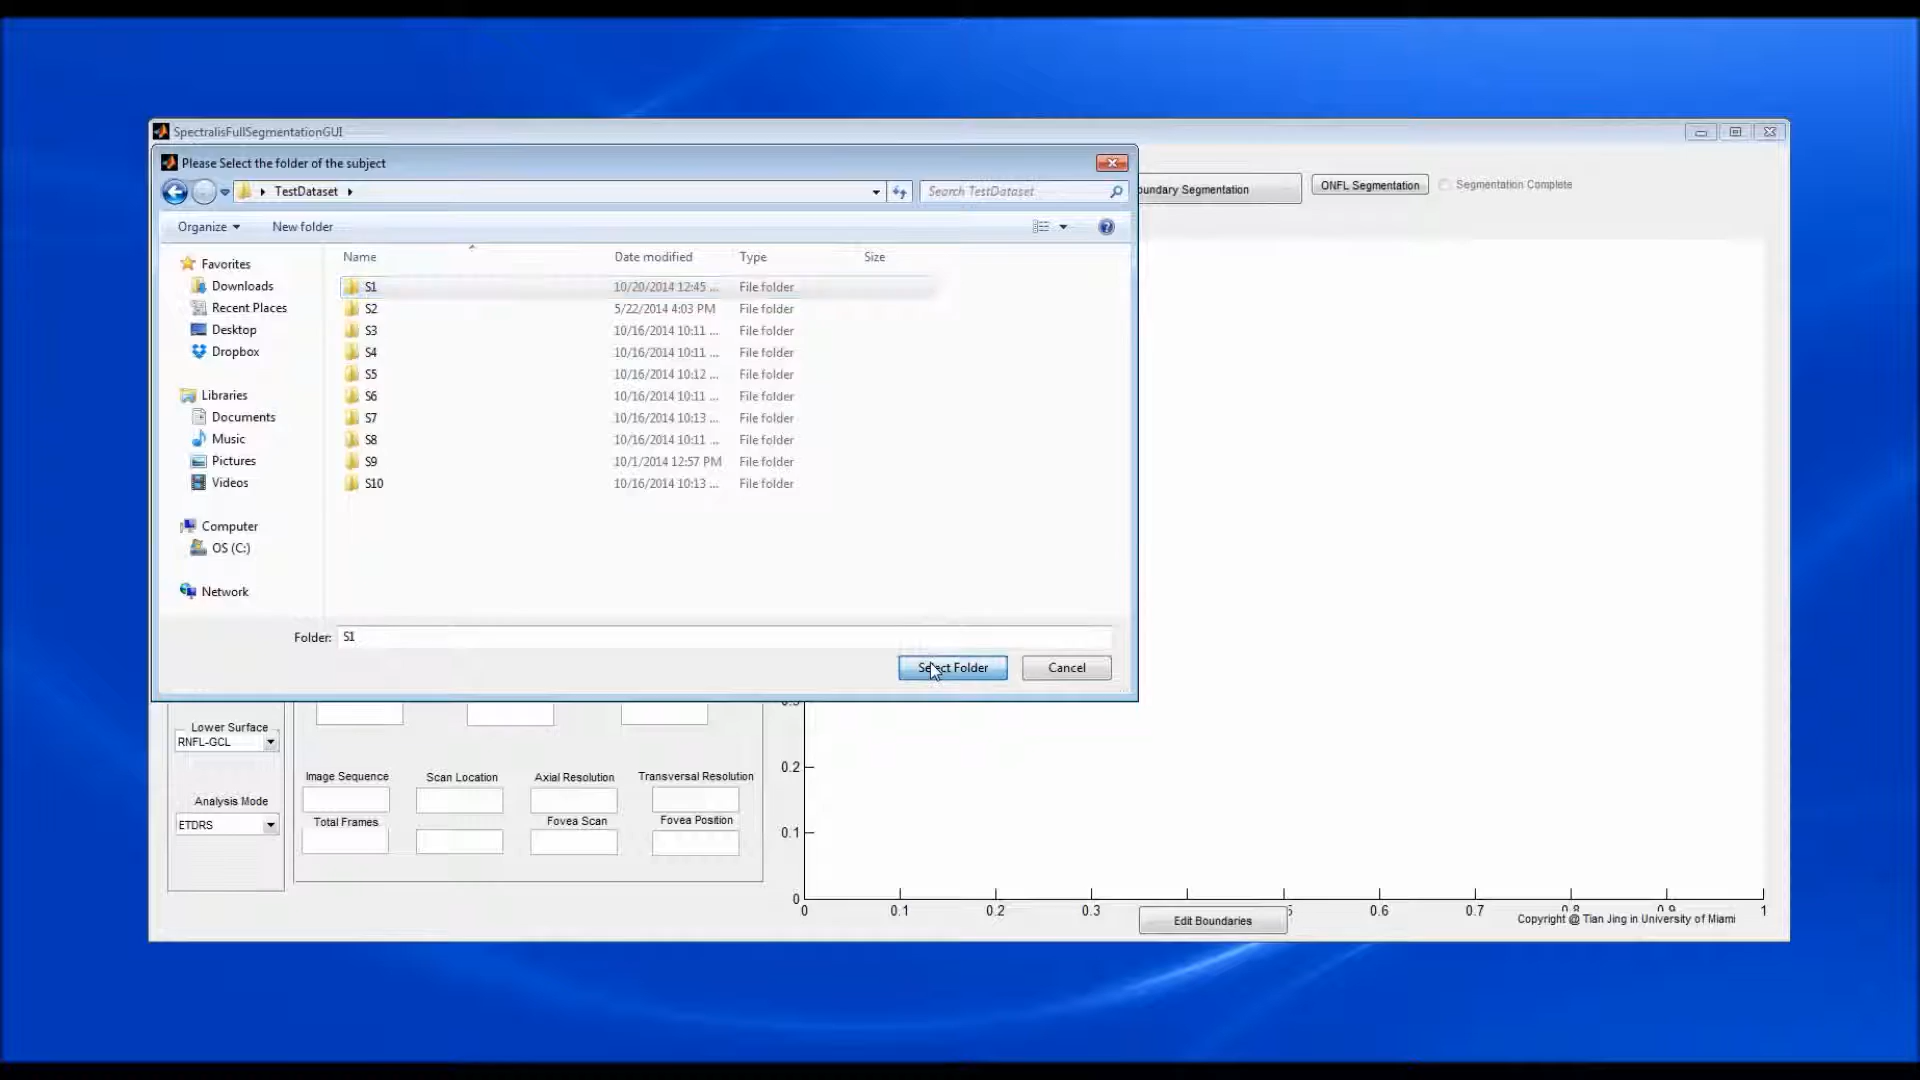 SpectralisFullSegmentationGUI
Please Select the folder of the subject
TestDataset
Search TestDataset
oundary Segmentation
ONFL Segmentation
Segmentation Complete
Organize
New folder
Name
Date modified
Type
Size
Favorites
Downloads
Recent Places
Desktop
Dropbox
Libraries
Documents
Music
Pictures
Videos
Computer
OS (C:)
Network
S1 10/20/2014 12:45 ... File folder
S2 5/22/2014 4:03 PM File folder
S3 10/16/2014 10:11 ... File folder
S4 10/16/2014 10:11 ... File folder
S5 10/16/2014 10:12 ... File folder
S6 10/16/2014 10:11 ... File folder
S7 10/16/2014 10:13 ... File folder
S8 10/16/2014 10:11 ... File folder
S9 10/1/2014 12:57 PM File folder
S10 10/16/2014 10:13 ... File folder
Folder: S1
Select Folder
Cancel
Lower Surface
RNFL-GCL
Analysis Mode
ETDRS
Image Sequence
Scan Location
Axial Resolution
Transversal Resolution
Total Frames
Fovea Scan
Fovea Position
0.2
0.1
0
0 0.1 0.2 0.3 0.6 0.7 1
Edit Boundaries
Copyright @ Tian Jing in University of Miami